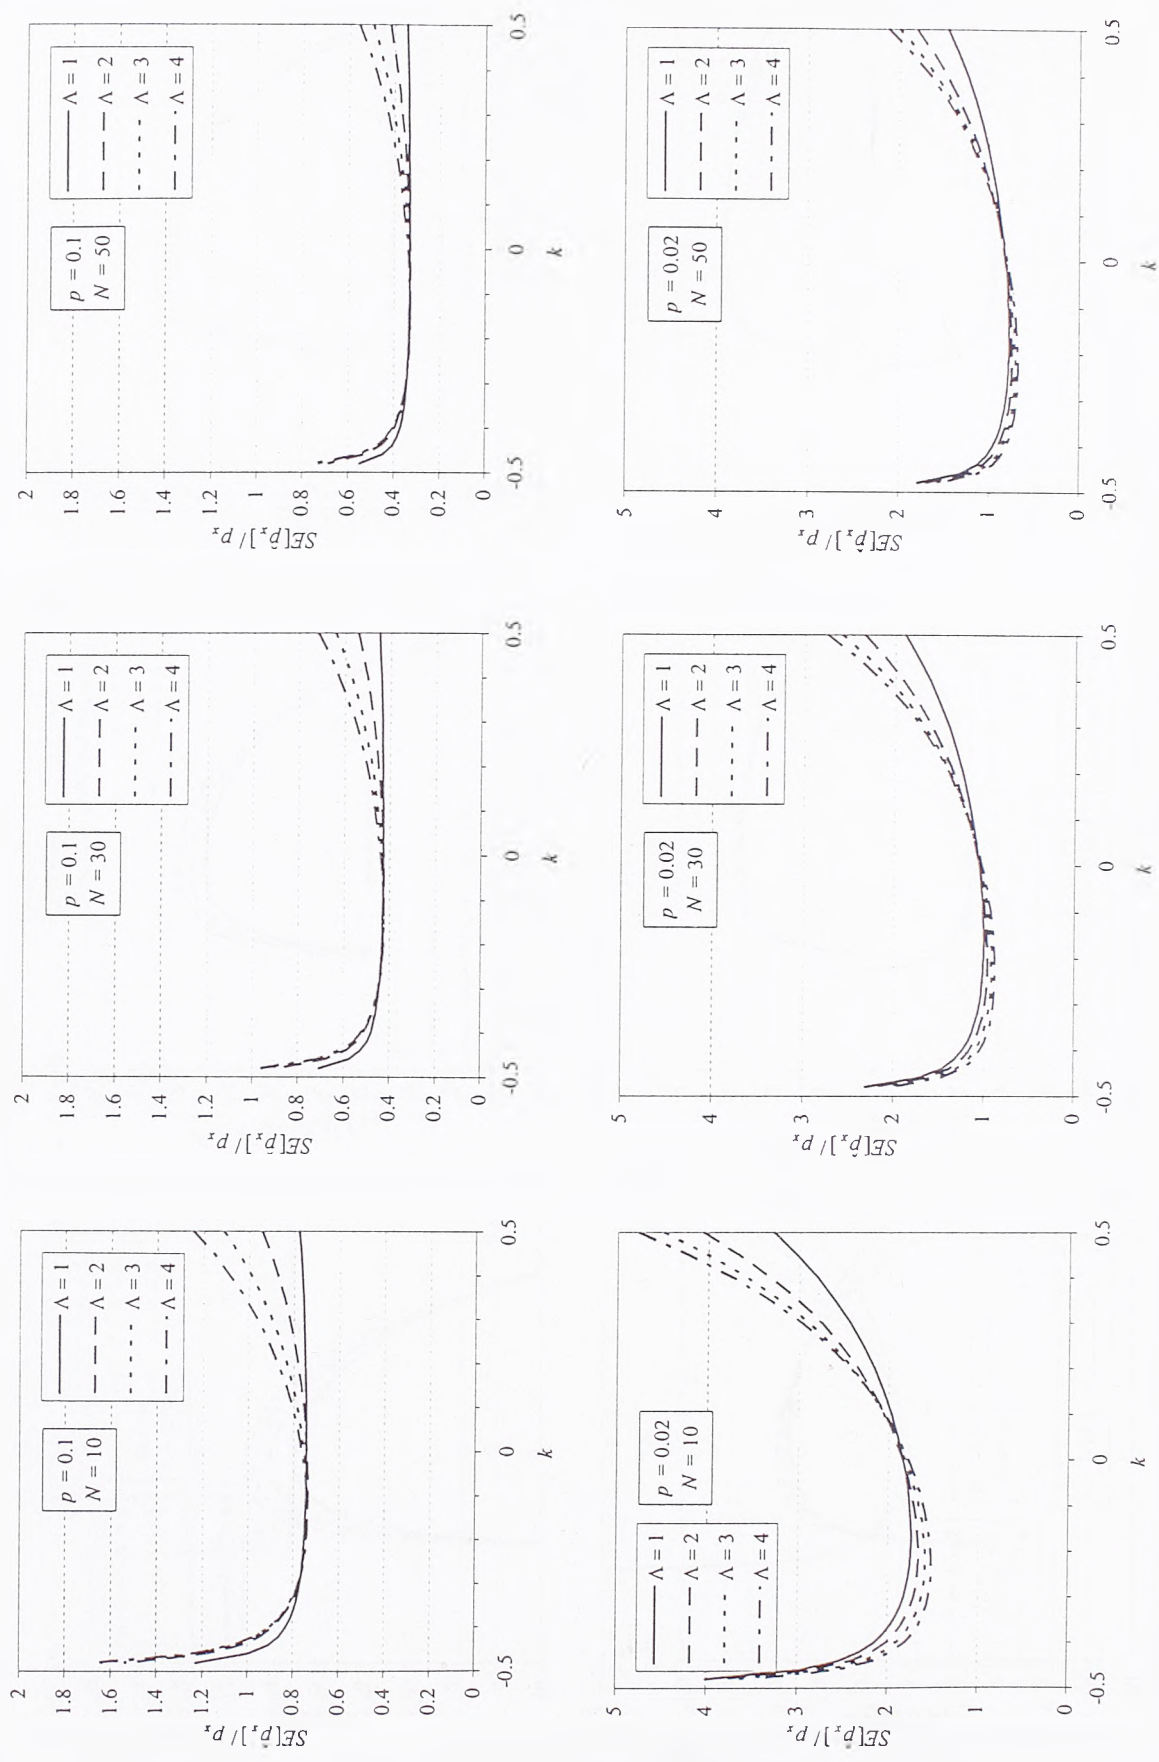 2
1.8
1.6
1.4
1.2
1
0.8
0.6
0.4
0.2
0
SE[p̂ₓ] / pₓ
p = 0.1
N = 10
Λ = 1
Λ = 2
Λ = 3
Λ = 4
-0.5 0 0.5
k
2
1.8
1.6
1.4
1.2
1
0.8
0.6
0.4
0.2
0
SE[p̂ₓ] / pₓ
p = 0.1
N = 30
Λ = 1
Λ = 2
Λ = 3
Λ = 4
-0.5 0 0.5
k
2
1.8
1.6
1.4
1.2
1
0.8
0.6
0.4
0.2
0
SE[p̂ₓ] / pₓ
p = 0.1
N = 50
Λ = 1
Λ = 2
Λ = 3
Λ = 4
-0.5 0 0.5
k
5
4
3
2
1
0
SE[p̂ₓ] / pₓ
Λ = 1
Λ = 2
Λ = 3
Λ = 4
p = 0.02
N = 10
-0.5 0 0.5
k
5
4
3
2
1
0
SE[p̂ₓ] / pₓ
p = 0.02
N = 30
Λ = 1
Λ = 2
Λ = 3
Λ = 4
-0.5 0 0.5
k
5
4
3
2
1
0
SE[p̂ₓ] / pₓ
p = 0.02
N = 50
Λ = 1
Λ = 2
Λ = 3
Λ = 4
-0.5 0 0.5
k